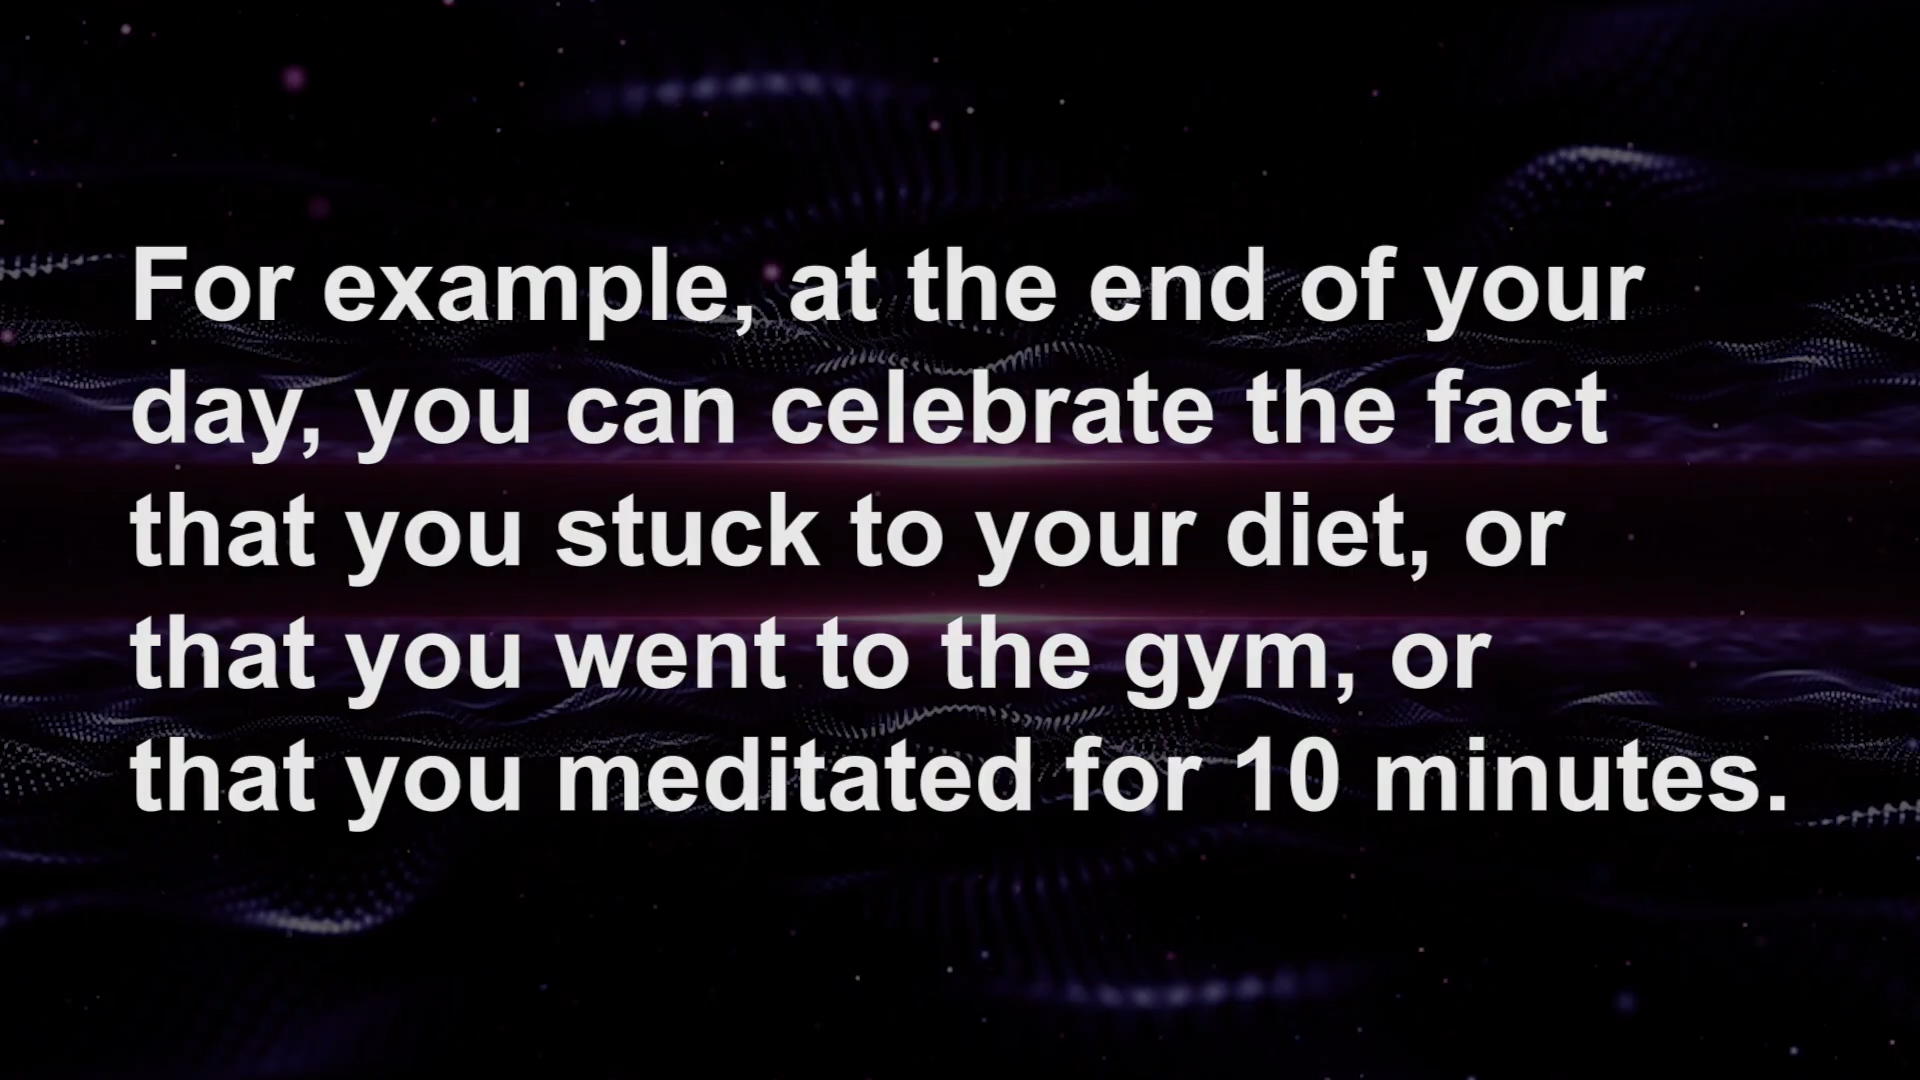 For example, at the end of your
day, you can celebrate the fact
that you stuck to your diet, or
that you went to the gym, or
that you meditated for 10 minutes.